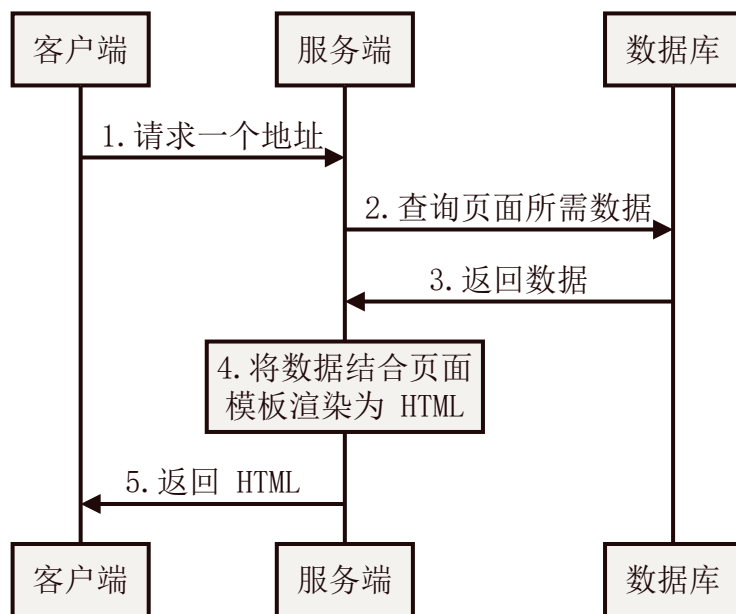 客户端
服务端
数据库
1.请求一个地址
2.查询页面所需数据
3.返回数据
4.将数据结合页面
模板渲染为 HTML
5.返回 HTML
客户端
服务端
数据库